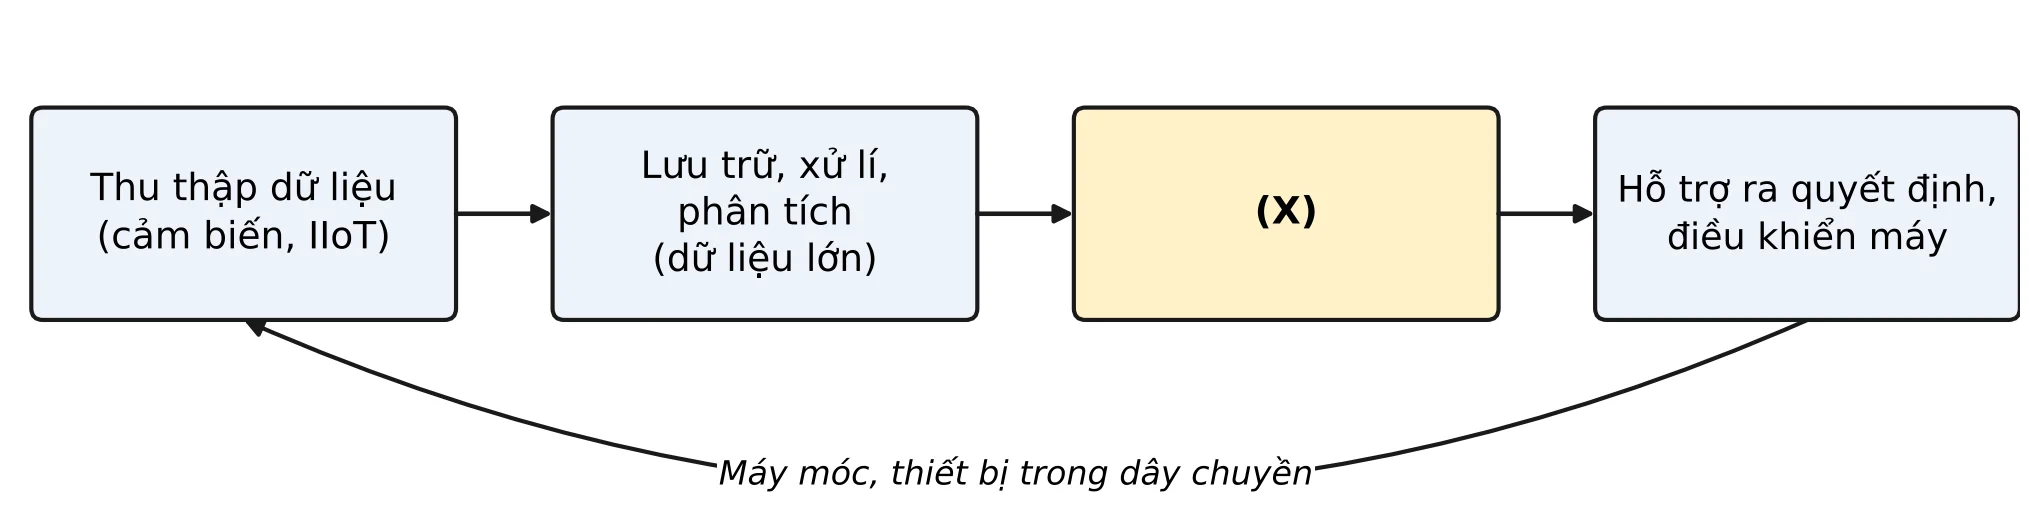 Thu thập dữ liệu
(cảm biến, IIoT)
Lưu trữ, xử lí,
phân tích
(dữ liệu lớn)
(X)
Hỗ trợ ra quyết định,
điều khiển máy
Máy móc, thiết bị trong dây chuyền